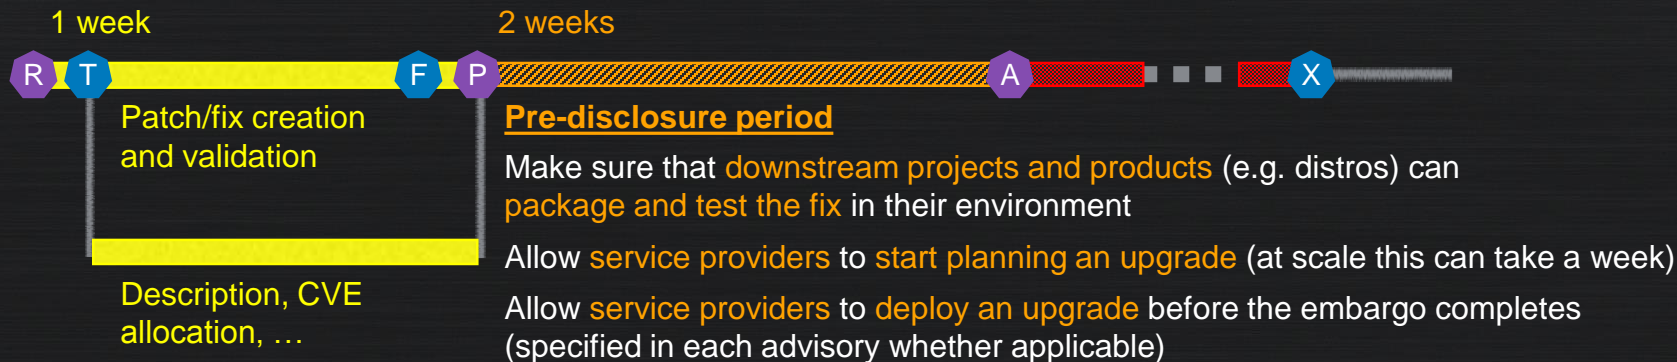 1 week
2 weeks
R T F P A X
Patch/fix creation
and validation
Description, CVE
allocation, …
Pre-disclosure period
Make sure that downstream projects and products (e.g. distros) can
package and test the fix in their environment
Allow service providers to start planning an upgrade (at scale this can take a week)
Allow service providers to deploy an upgrade before the embargo completes
(specified in each advisory whether applicable)